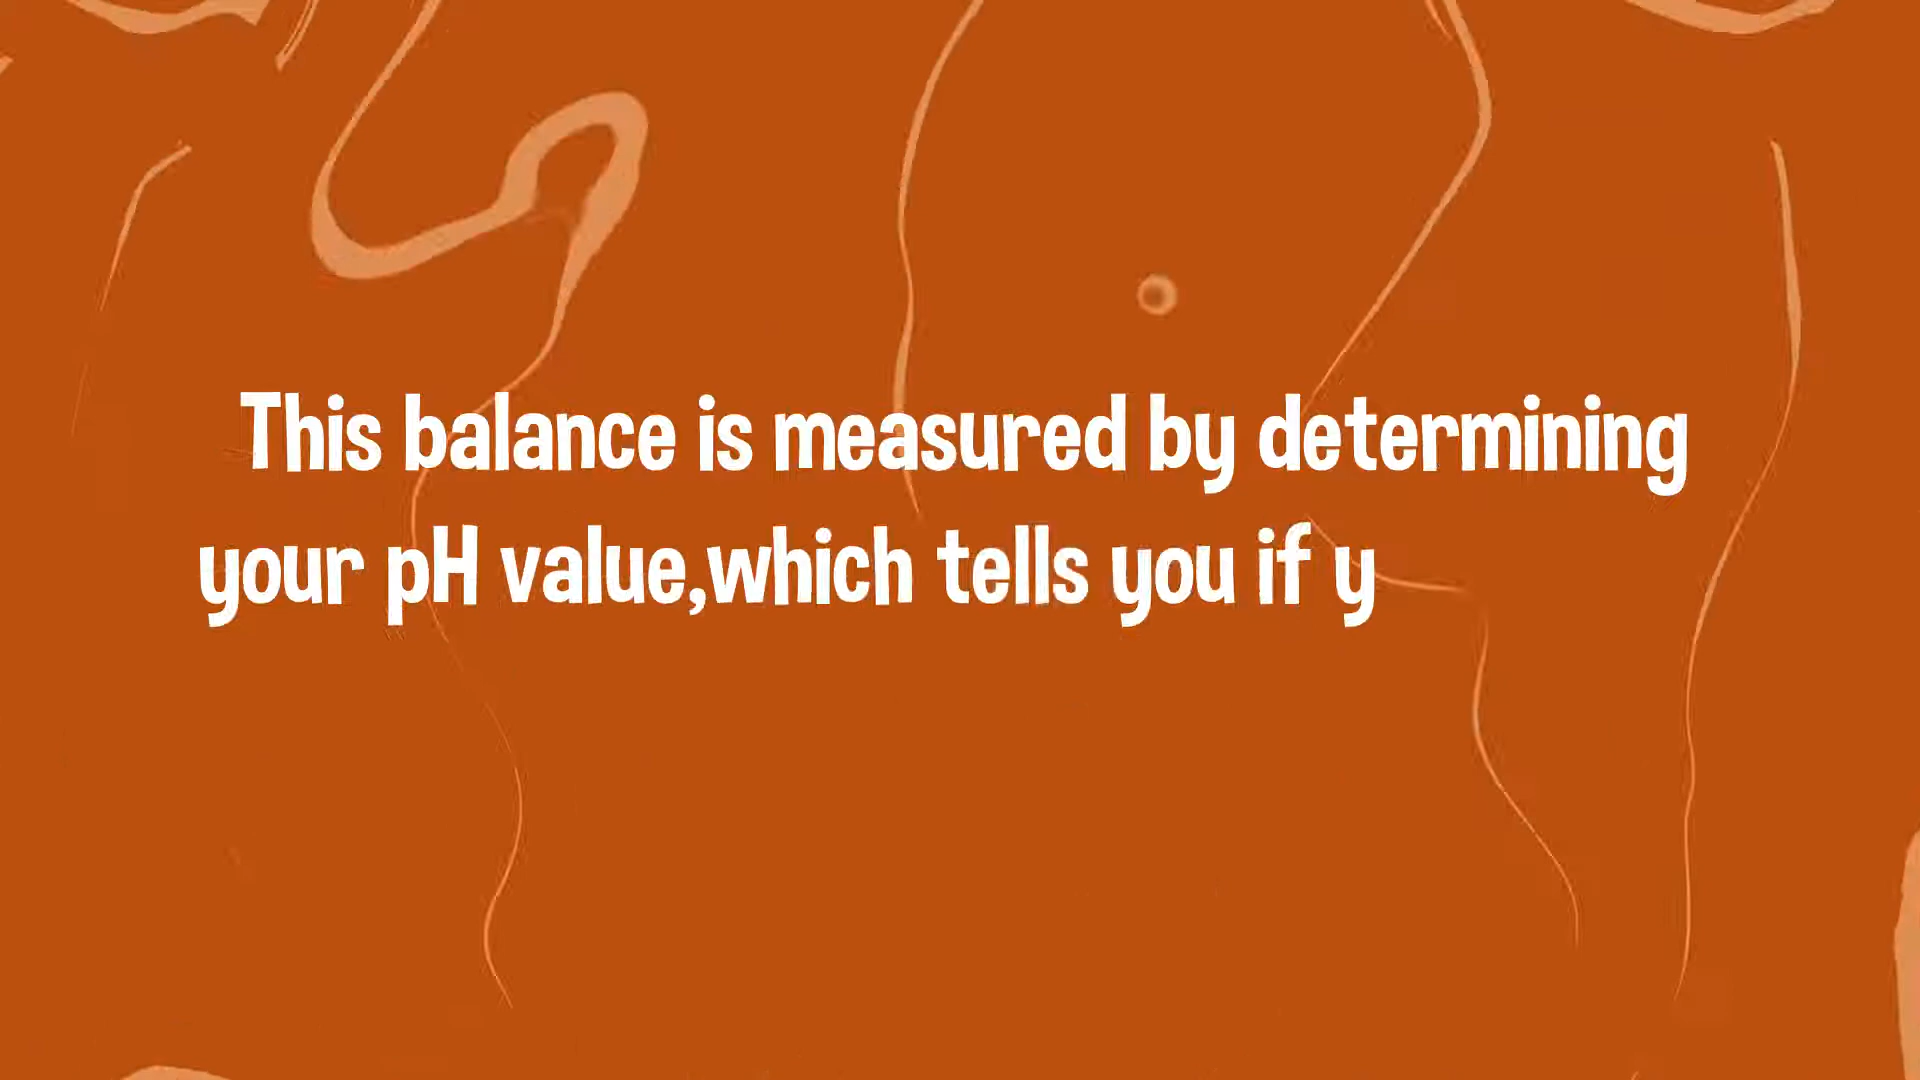 This balance is measured by determining
your pH value,which tells you if y